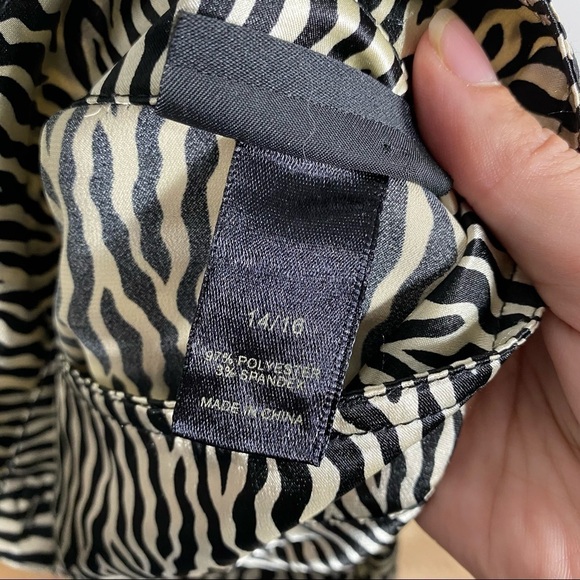 14/16
97% POLYESTER
3% SPANDEX
MADE IN CHINA